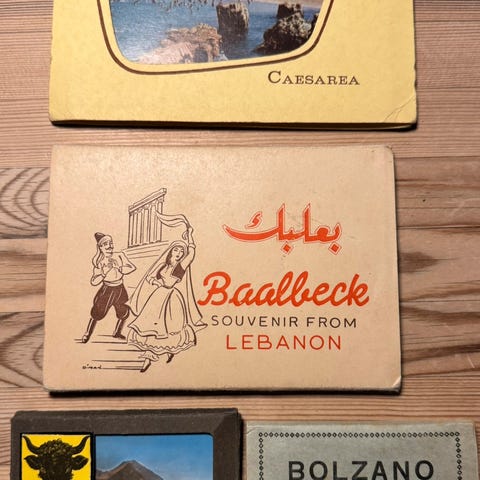 CAESAREA
بعلبك
Baalbeck
SOUVENIR FROM
LEBANON
BOLZANO